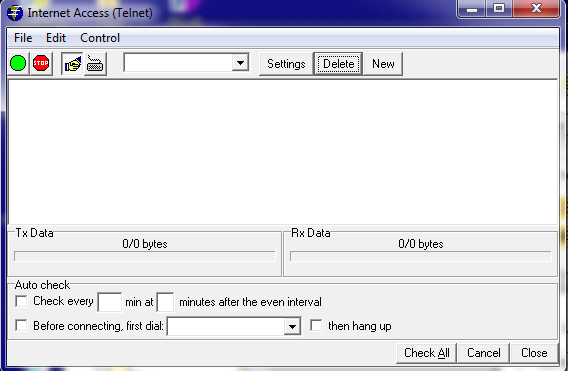 Internet Access (Telnet)
File Edit Control
STOP Settings Delete New
Tx Data Rx Data
0/0 bytes 0/0 bytes
Auto check
Check every min at minutes after the even interval
Before connecting, first dial: then hang up
Check All Cancel Close